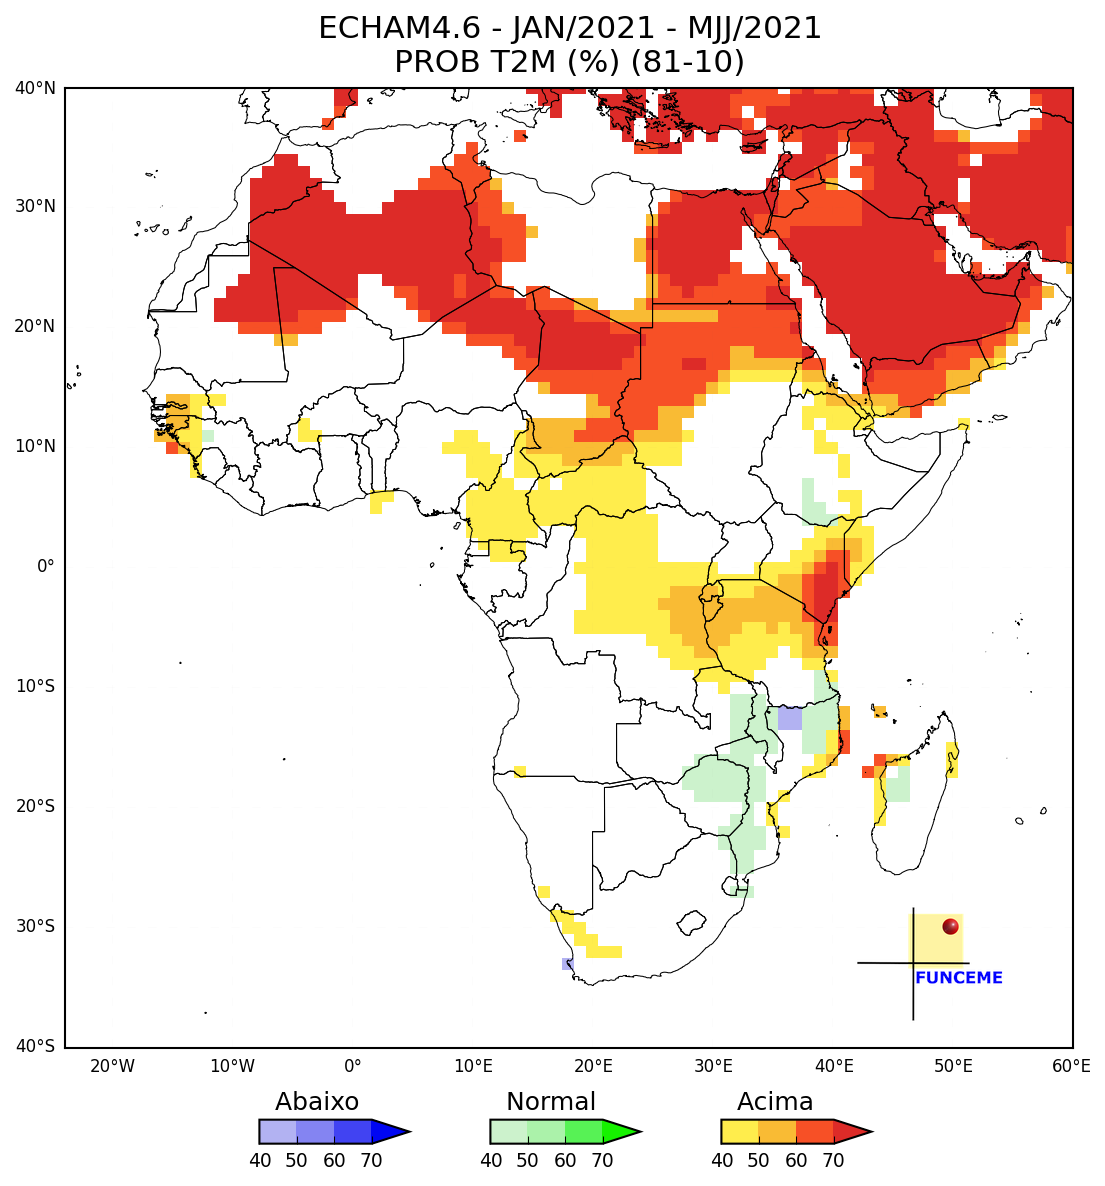 ECHAM4.6 - JAN/2021 - MJJ/2021
PROB T2M (%) (81-10)
40°N
30°N
20°N
10°N
0°
10°S
20°S
30°S
40°S
FUNCEME
20°W 10°W 0° 10°E 20°E 30°E 40°E 50°E 60°E
Abaixo Normal Acima
40 50 60 70 40 50 60 70 40 50 60 70